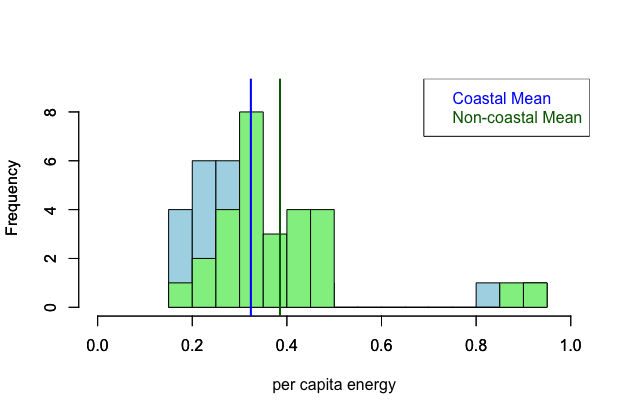 Coastal Mean
Non-coastal Mean
Frequency
8
6
4
2
0
0.0 0.2 0.4 0.6 0.8 1.0
per capita energy